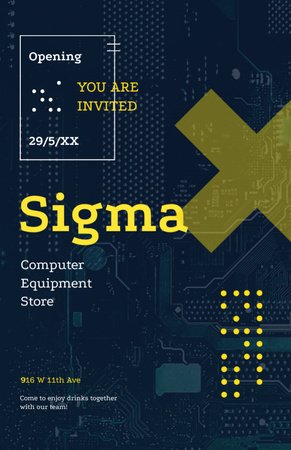 Opening
YOU ARE
INVITED
29/5/XX
Sigma
Computer
Equipment
Store
916 W 11th Ave
Come to enjoy drinks together
with our team!